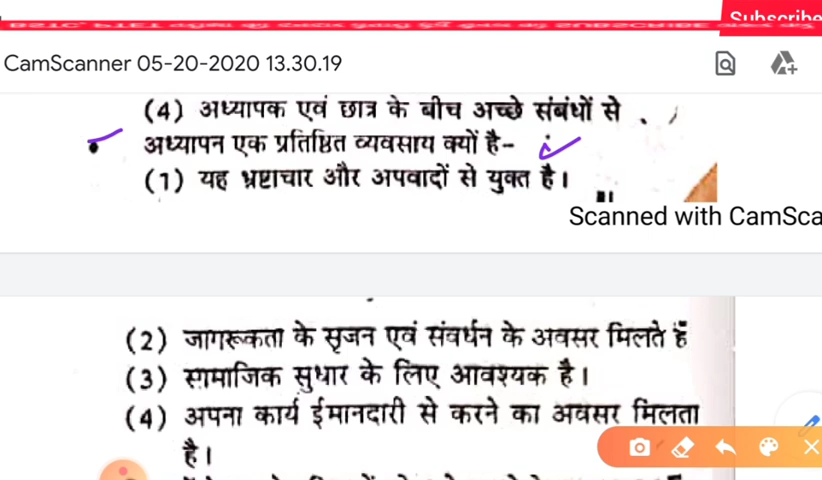 Subscribe
CamScanner 05-20-2020 13.30.19
(4) अध्यापक एवं छात्र के बीच अच्छे संबंधों से
अध्यापन एक प्रतिष्ठित व्यवसाय क्यों है-
(1) यह भ्रष्टाचार और अपवादों से युक्त है।
Scanned with CamSca
(2) जागरूकता के सृजन एवं संवर्धन के अवसर मिलते हैं
(3) सामाजिक सुधार के लिए आवश्यक है।
(4) अपना कार्य ईमानदारी से करने का अवसर मिलता
है।